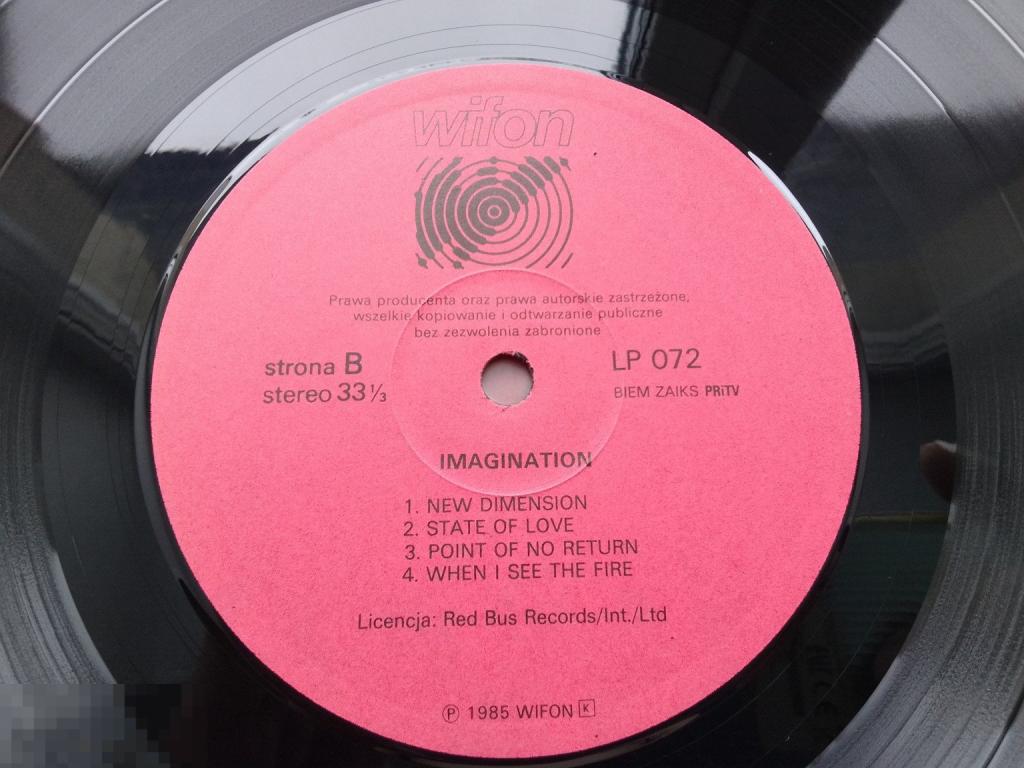 wifon
Prawa producenta oraz prawa autorskie zastrzeżone,
wszelkie kopiowanie i odtwarzanie publiczne
bez zezwolenia zabronione
strona B
stereo 33 1/3
LP 072
BIEM ZAIKS PRiTV
IMAGINATION
1. NEW DIMENSION
2. STATE OF LOVE
3. POINT OF NO RETURN
4. WHEN I SEE THE FIRE
Licencja: Red Bus Records/Int./Ltd
℗ 1985 WIFON K